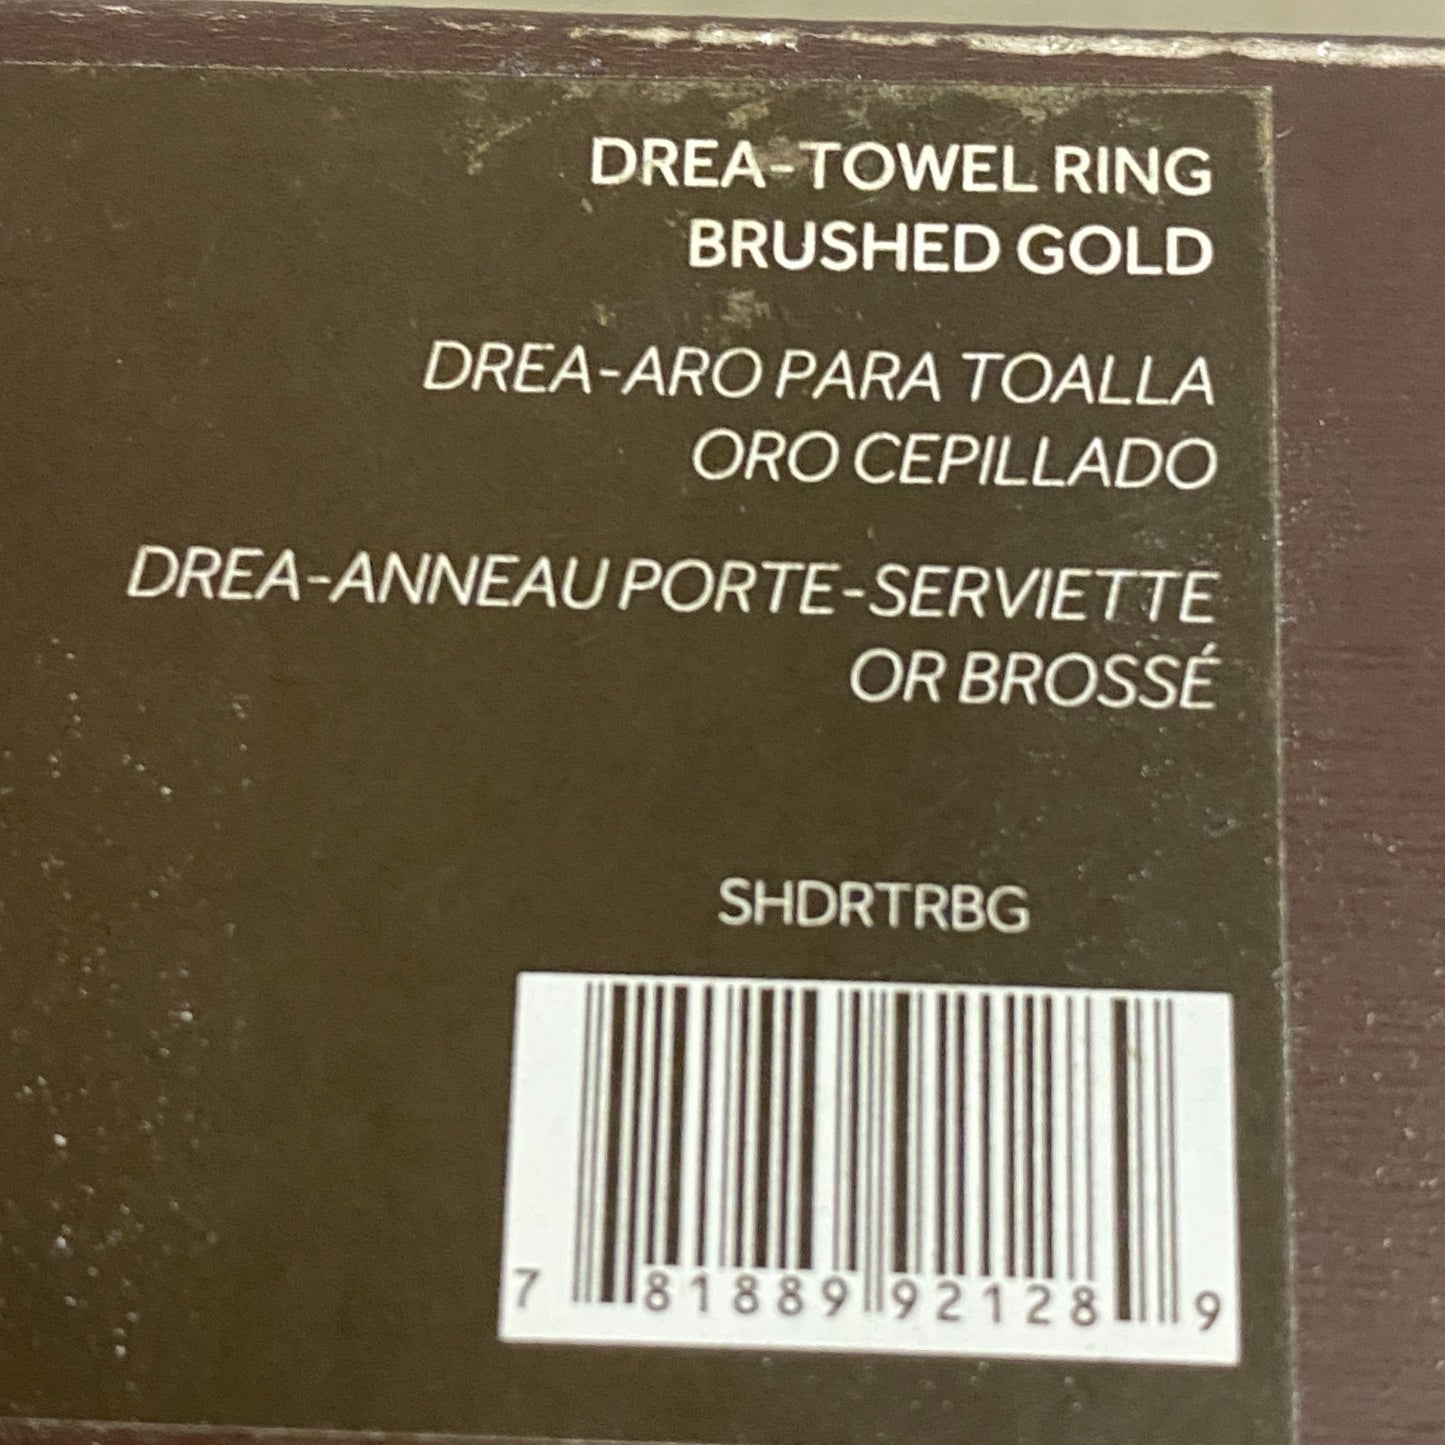 DREA-TOWEL RING
BRUSHED GOLD
DREA-ARO PARA TOALLA
ORO CEPILLADO
DREA-ANNEAU PORTE-SERVIETTE
OR BROSSÉ
SHDRTRBG
7 81889 92128 9